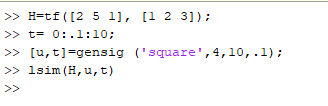 >> H=tf([2 5 1], [1 2 3]);
>> t= 0:.1:10;
>> [u,t]=gensig ('square',4,10,.1);
>> lsim(H,u,t)
>>